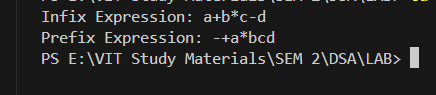 Infix Expression: a+b*c-d
Prefix Expression: -+a*bcd
PS E:\VIT Study Materials\SEM 2\DSA\LAB>